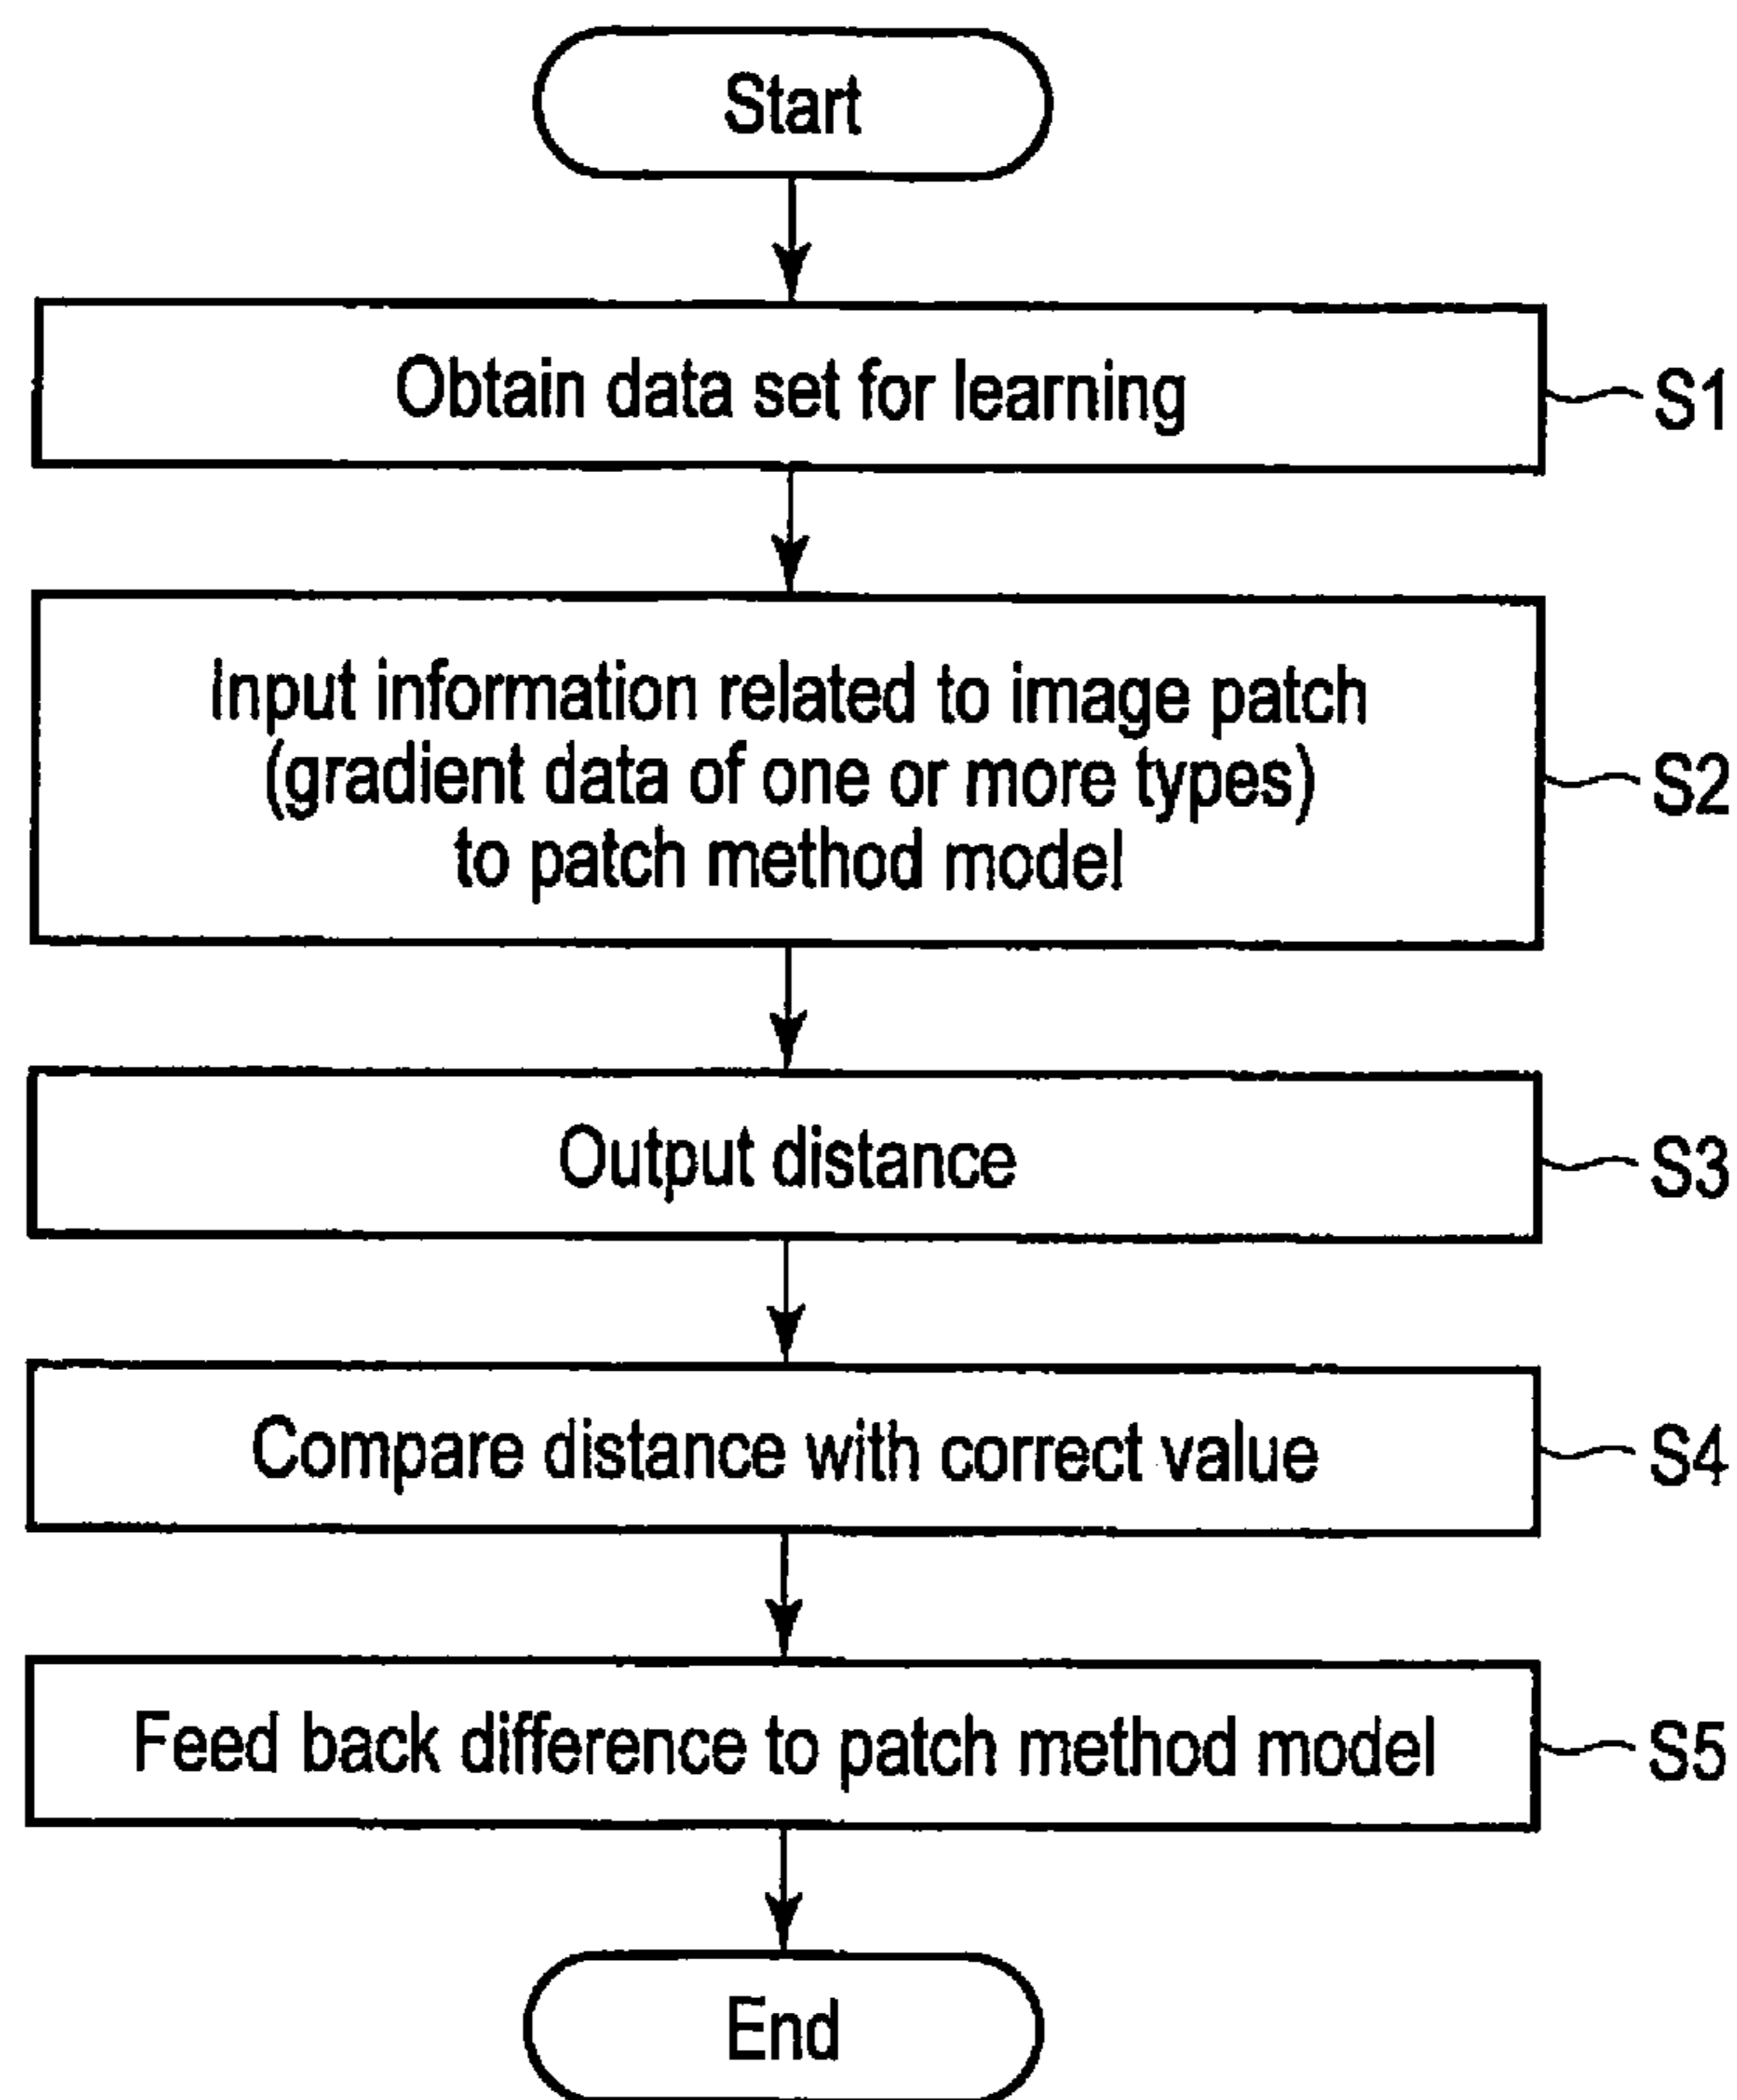 Start
Obtain data set for learning
S1
Input information related to image patch
(gradient data of one or more types)
to patch method model
S2
Output distance
S3
Compare distance with correct value
S4
Feed back difference to patch method model
S5
End